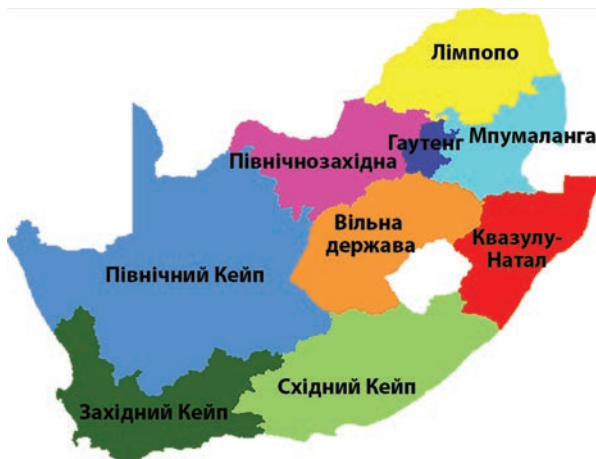 Лімпопо
Гаутенг
Мпумаланга
Північнозахідна
Вільна
держава
Квазулу-
Натал
Північний Кейп
Східний Кейп
Західний Кейп